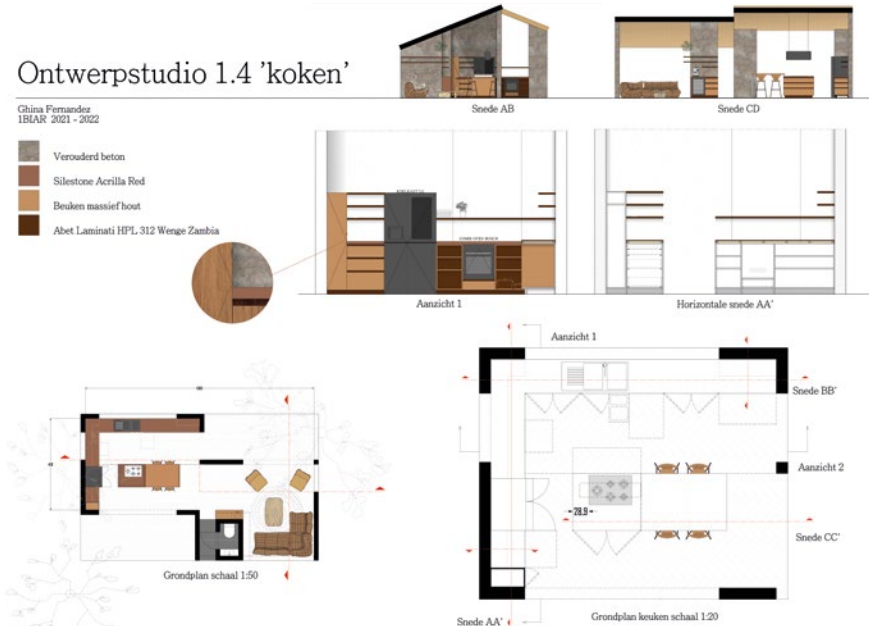 Ontwerpstudio 1.4 'koken'
Ghina Fernandez
1BIAR 2021 - 2022
Verouderd beton
Silestone Acrilla Red
Beuken massief hout
Abet Laminati HPL 312 Wenge Zambia
Snede AB
Snede CD
Aanzicht 1
Horizontale snede AA'
Aanzicht 1
Snede BB'
Aanzicht 2
Snede CC'
28.9
Grondplan schaal 1:50
Grondplan keuken schaal 1:20
Snede AA'